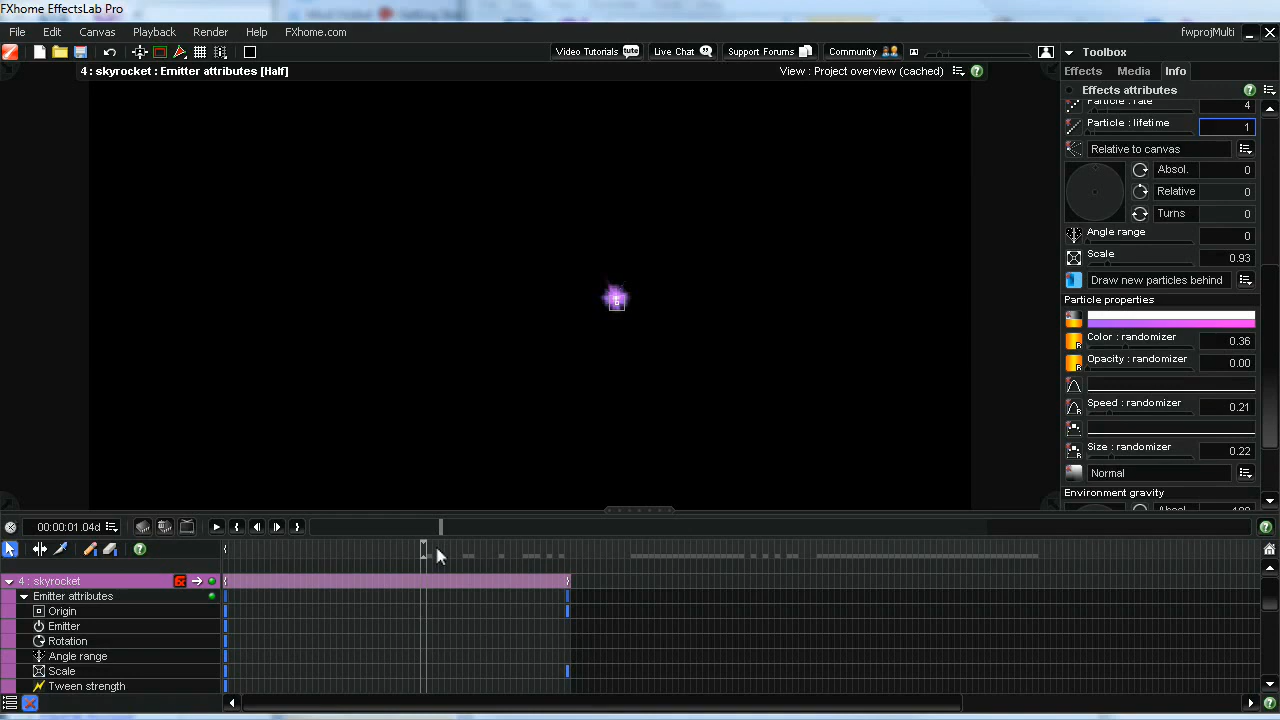 FXhome EffectsLab Pro
File Edit Canvas Playback Render Help FXhome.com fwprojMulti
Video Tutorials tute Live Chat Support Forums Community Toolbox
4 : skyrocket : Emitter attributes [Half] View : Project overview (cached) Effects Media Info
Effects attributes
Particle : rate 4
Particle : lifetime 1
Relative to canvas
Absol. 0
Relative 0
Turns 0
Angle range 0
Scale 0.93
Draw new particles behind
Particle properties
Color : randomizer 0.36
Opacity : randomizer 0.00
Speed : randomizer 0.21
Size : randomizer 0.22
Normal
Environment gravity
00:00:01.04d
4 : skyrocket
Emitter attributes
Origin
Emitter
Rotation
Angle range
Scale
Tween strength